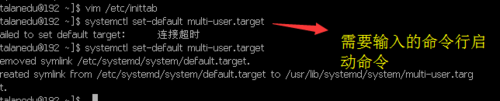 talanedu@192 ~]$ vim /etc/inittab
talanedu@192 ~]$ systemctl set-default multi-user.target
ailed to set default target: 连接超时
talanedu@192 ~]$ systemctl set-default multi-user.target
emoved symlink /etc/systemd/system/default.target.
reated symlink from /etc/systemd/system/default.target to /usr/lib/systemd/system/multi-user.targ
t.
talanedu@192 ~]$
需要输入的命令行启
动命令